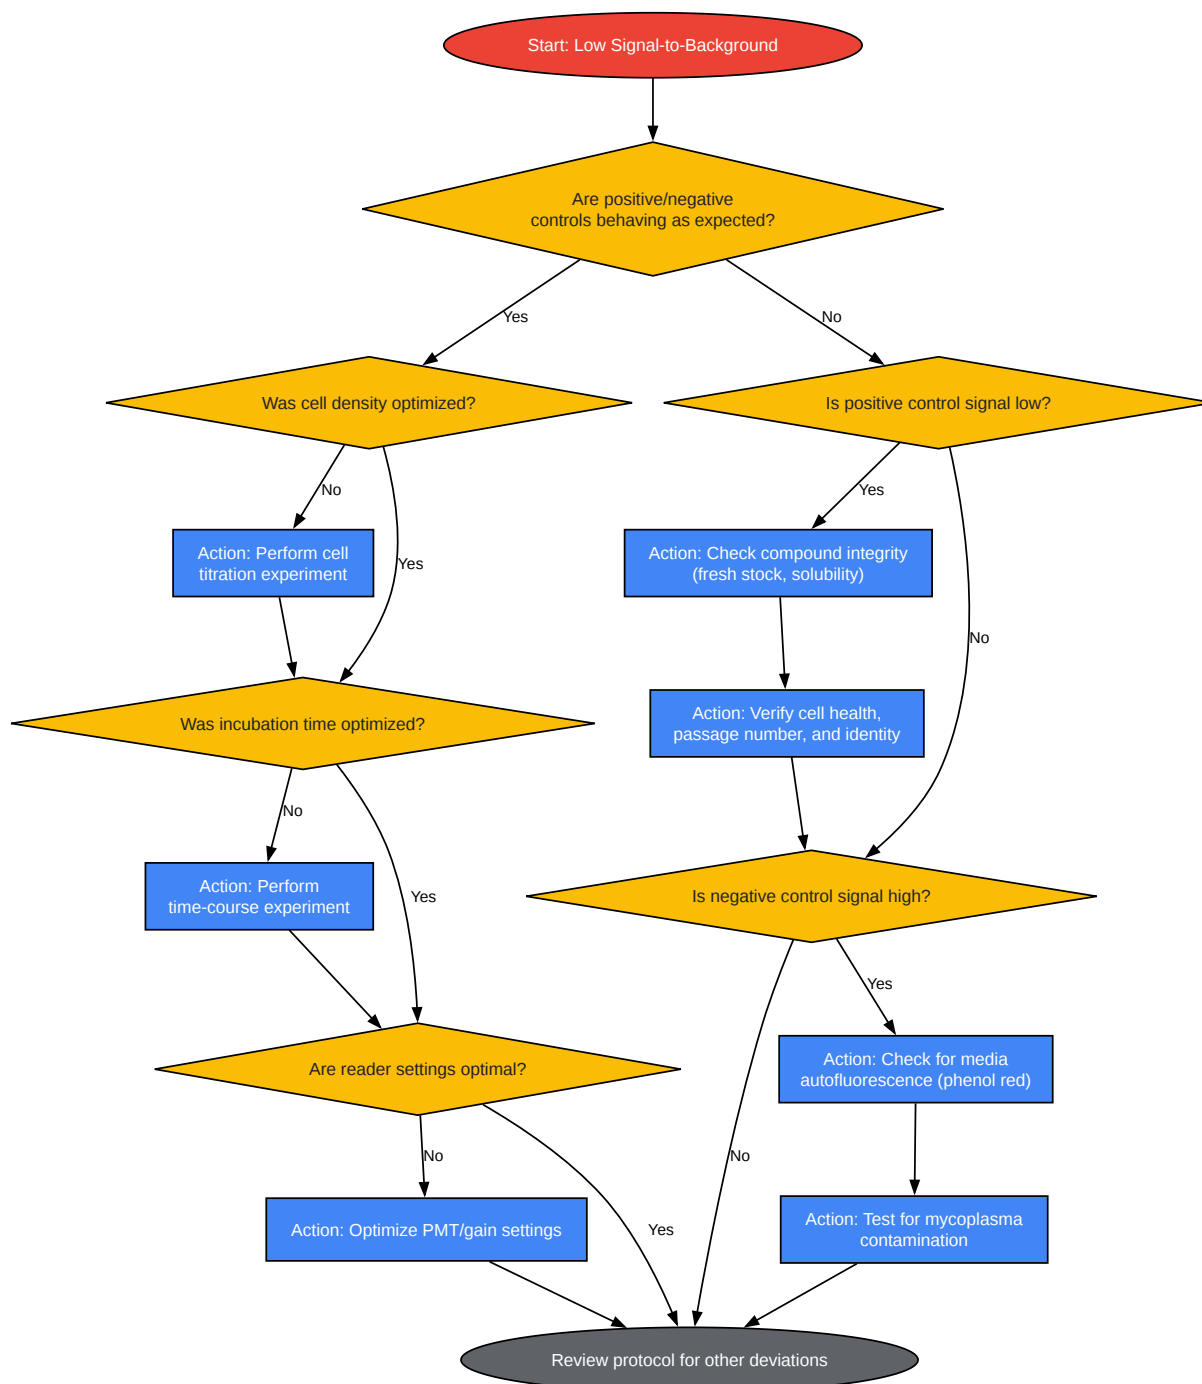 Start: Low Signal-to-Background
Are positive/negative
controls behaving as expected?
Yes
No
Was cell density optimized?
Is positive control signal low?
No
Yes
Yes
No
Action: Perform cell
titration experiment
Action: Check compound integrity
(fresh stock, solubility)
Was incubation time optimized?
Action: Verify cell health,
passage number, and identity
No
Yes
Action: Perform
time-course experiment
Is negative control signal high?
Yes
No
Are reader settings optimal?
Action: Check for media
autofluorescence (phenol red)
No
Yes
Action: Optimize PMT/gain settings
Action: Test for mycoplasma
contamination
Review protocol for other deviations